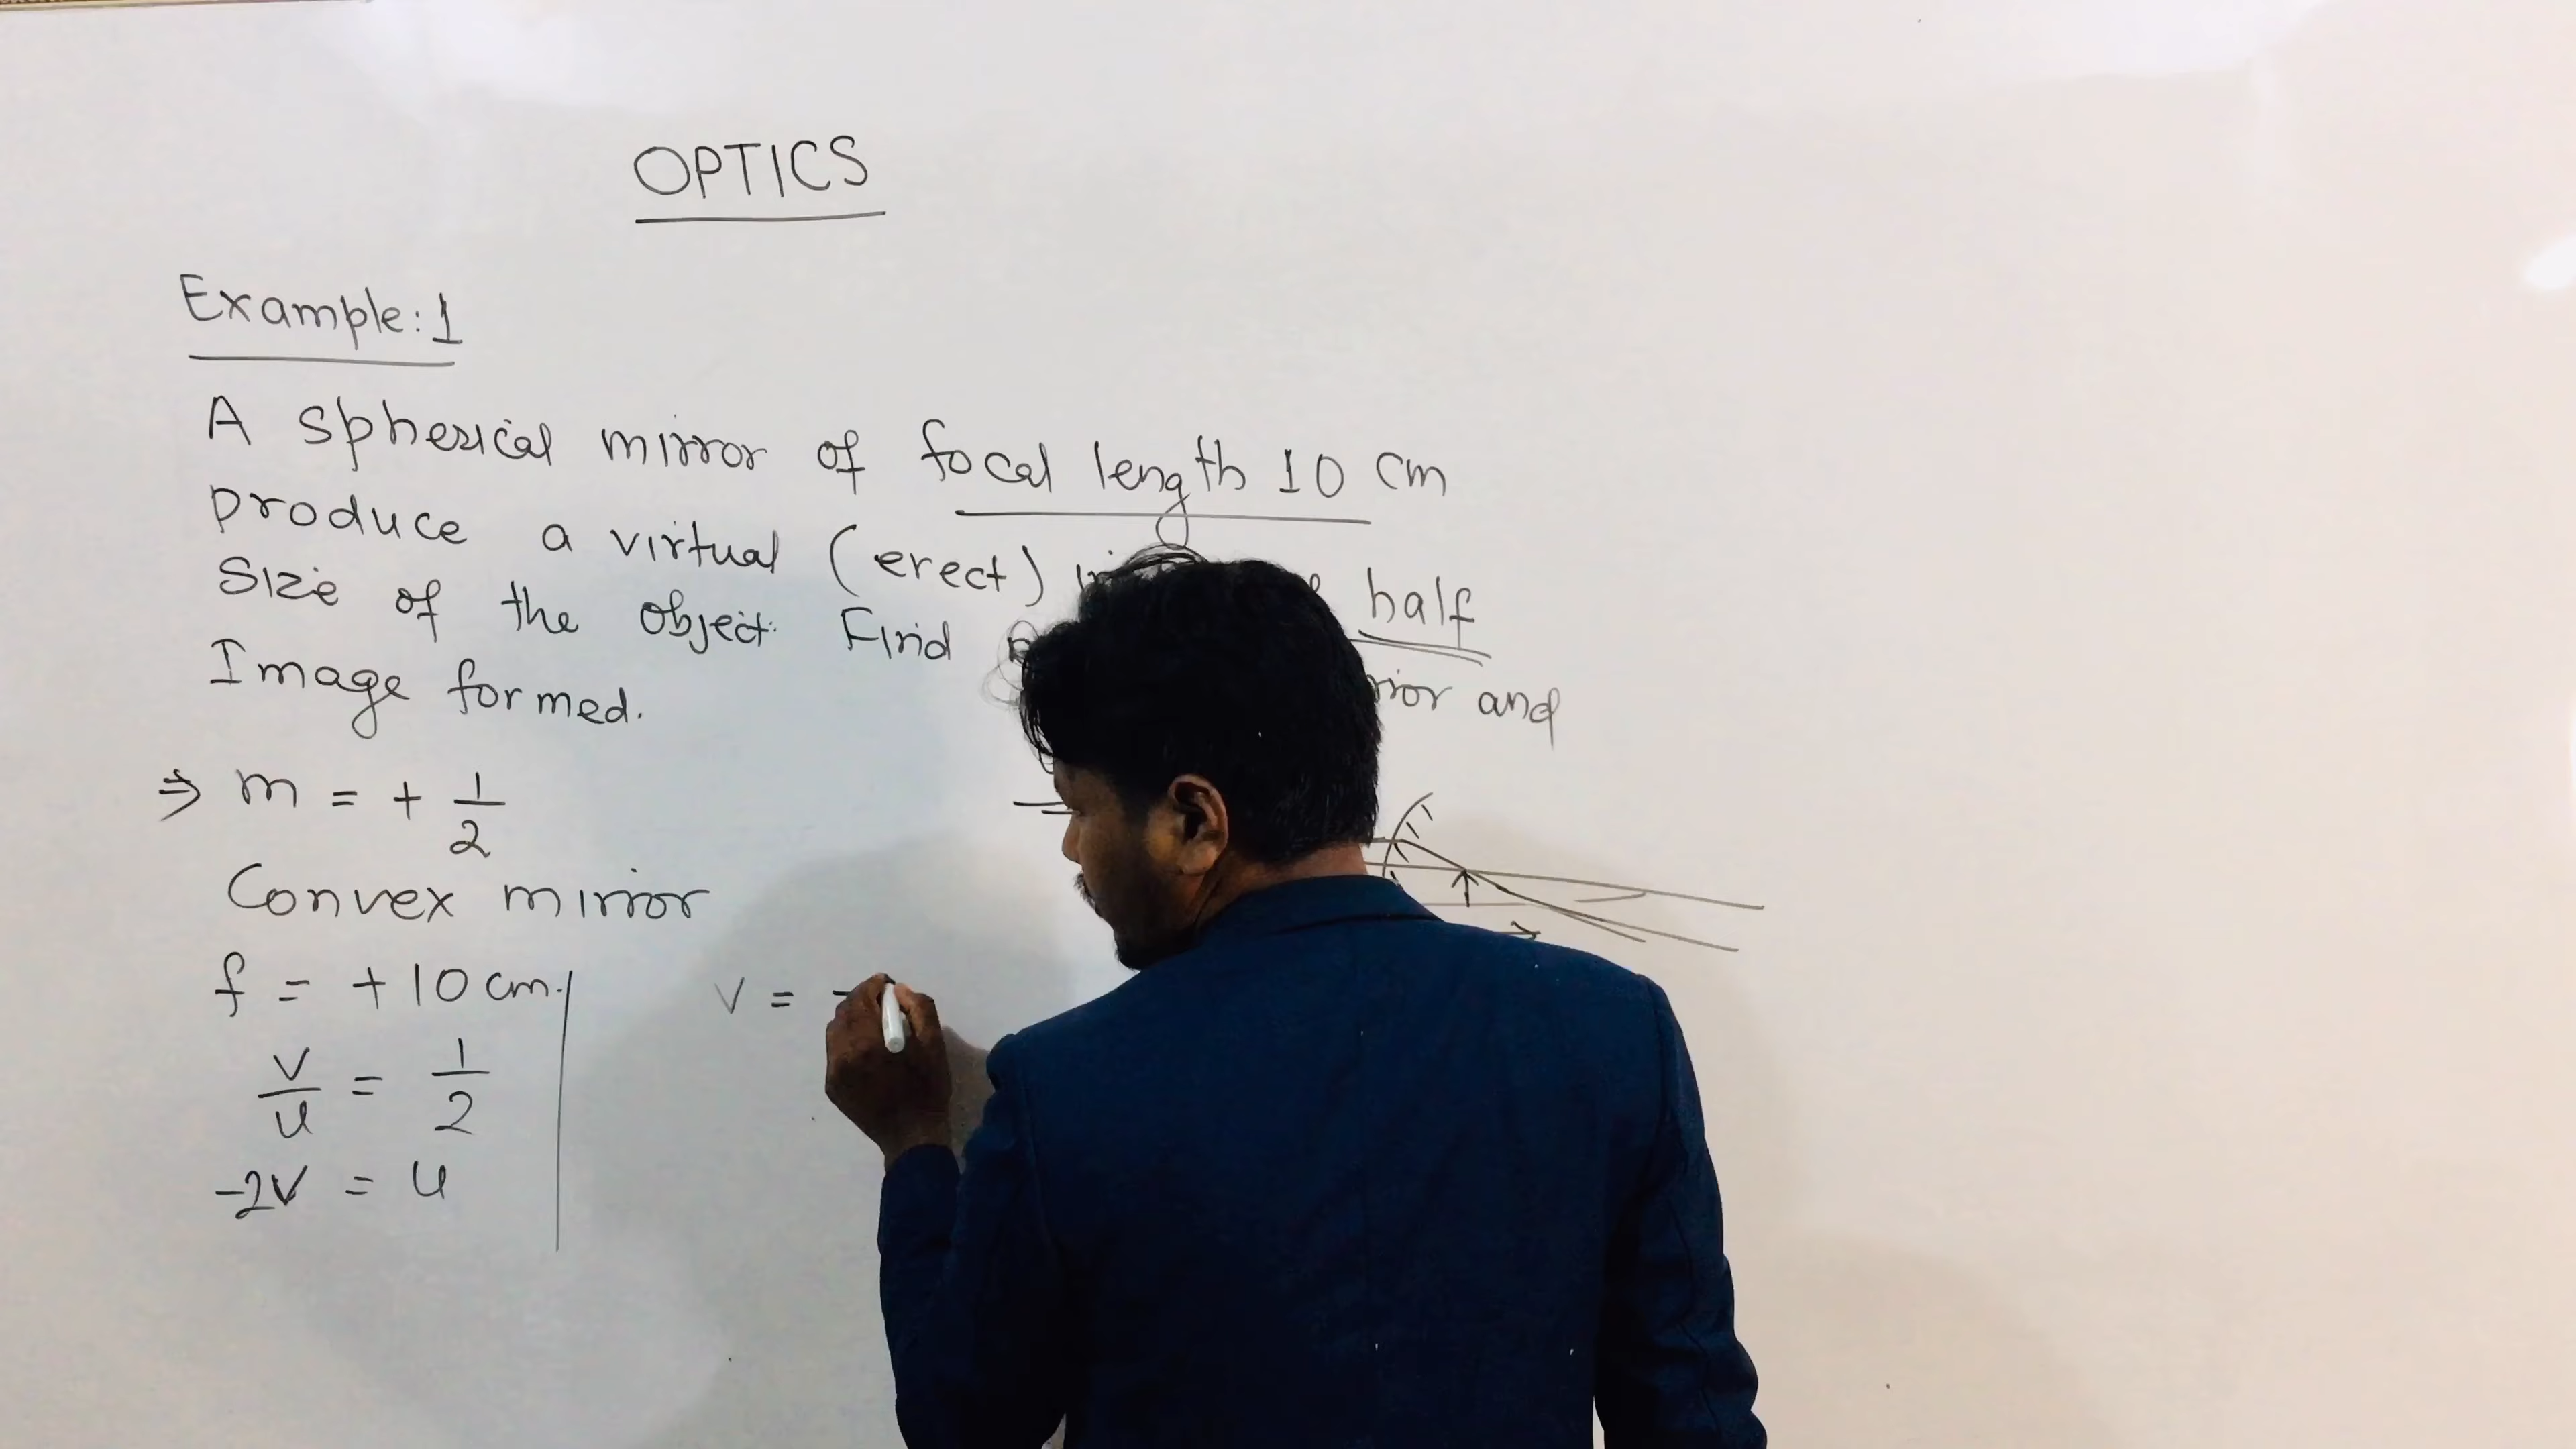 OPTICS
Example:1
A spherical mirror of focal length 10 cm
produce a virtual (erect) half
Size of the object. Find and
Image formed.
⇒ m = + 1/2
Convex mirror
f = +10 cm.
v/u = 1/2
-2v = u
v =